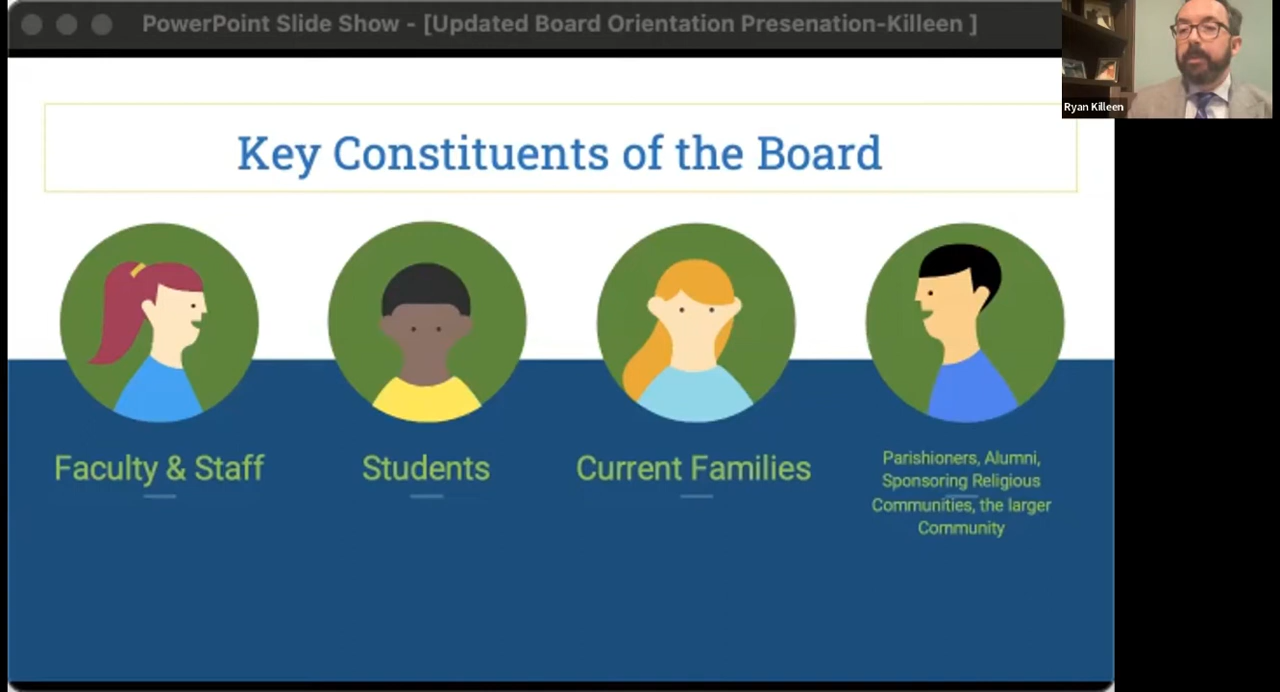 PowerPoint Slide Show - [Updated Board Orientation Presenation-Killeen ]
Ryan Killeen
Key Constituents of the Board
Faculty & Staff
Students
Current Families
Parishioners, Alumni,
Sponsoring Religious
Communities, the larger
Community